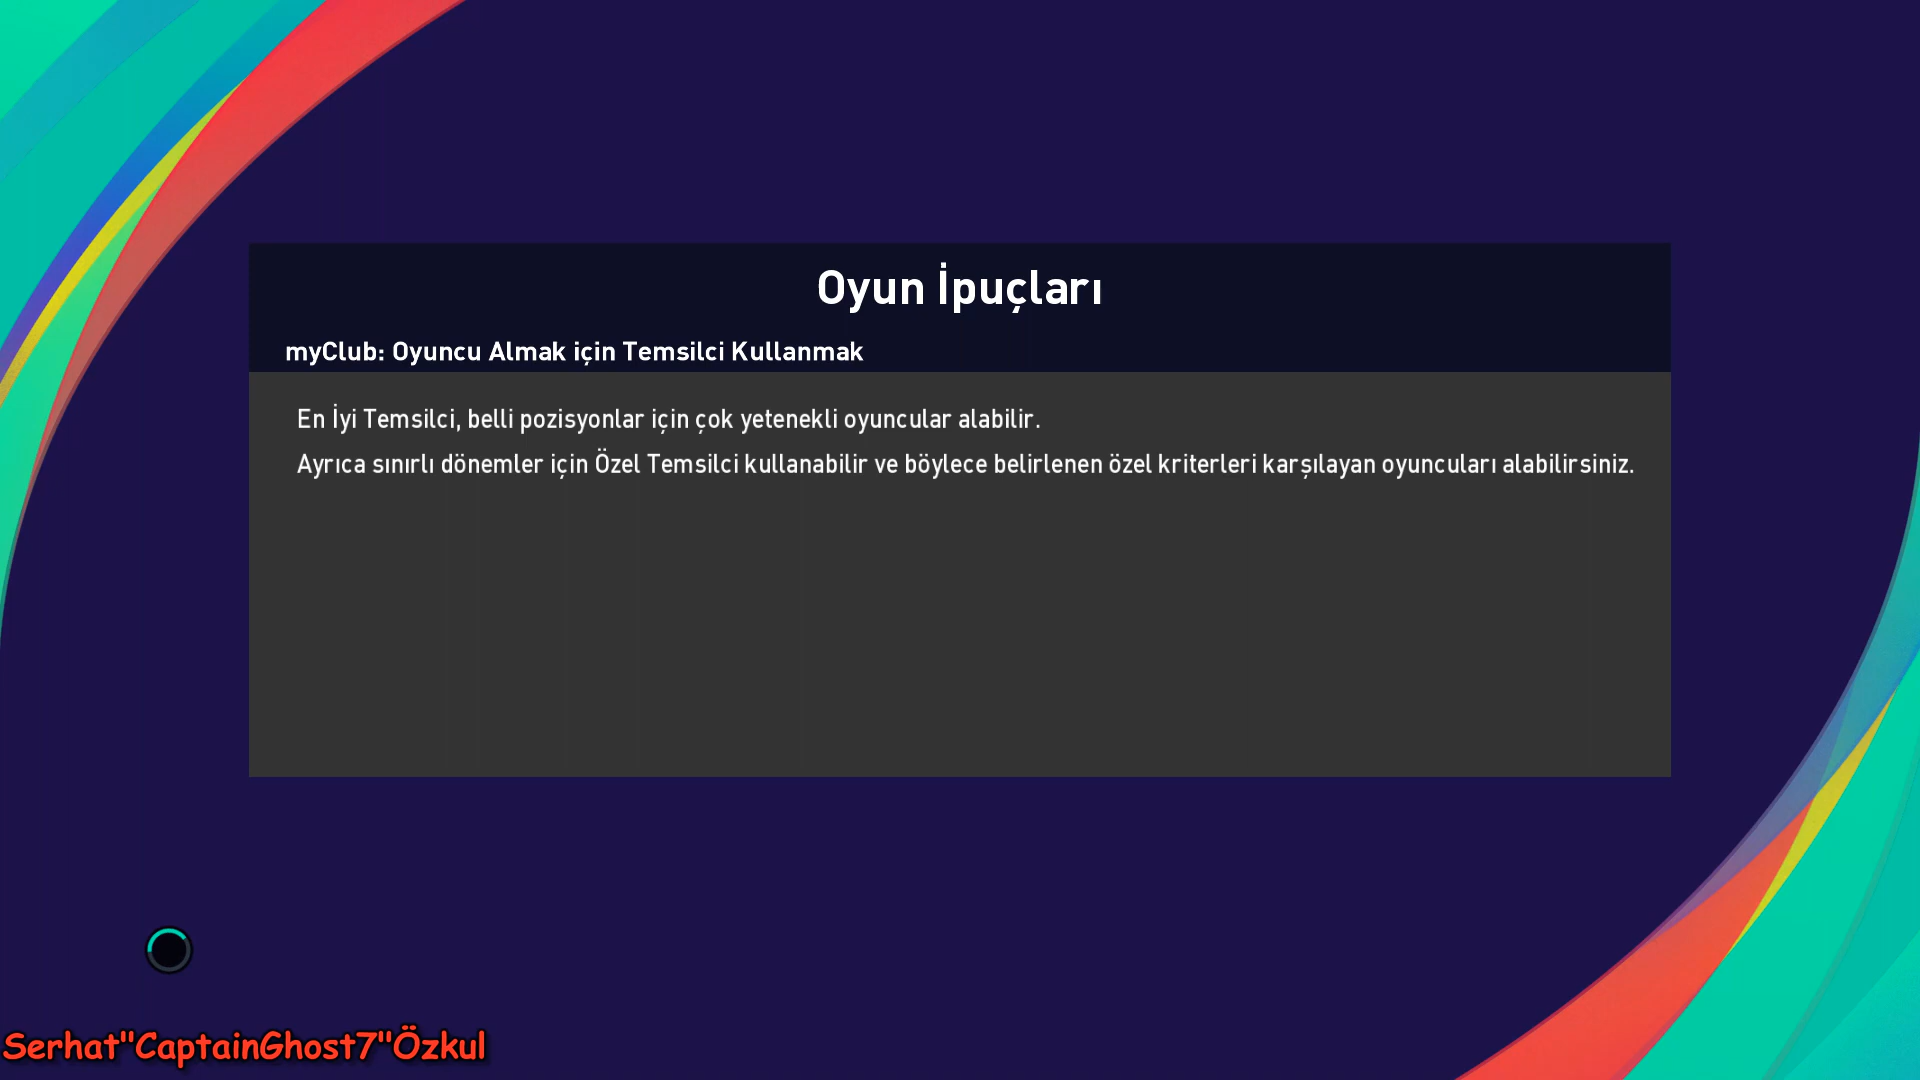 Oyun İpuçları
myClub: Oyuncu Almak için Temsilci Kullanmak
En İyi Temsilci, belli pozisyonlar için çok yetenekli oyuncular alabilir.
Ayrıca sınırlı dönemler için Özel Temsilci kullanabilir ve böylece belirlenen özel kriterleri karşılayan oyuncuları alabilirsiniz.
Serhat"CaptainGhost7"Özkul